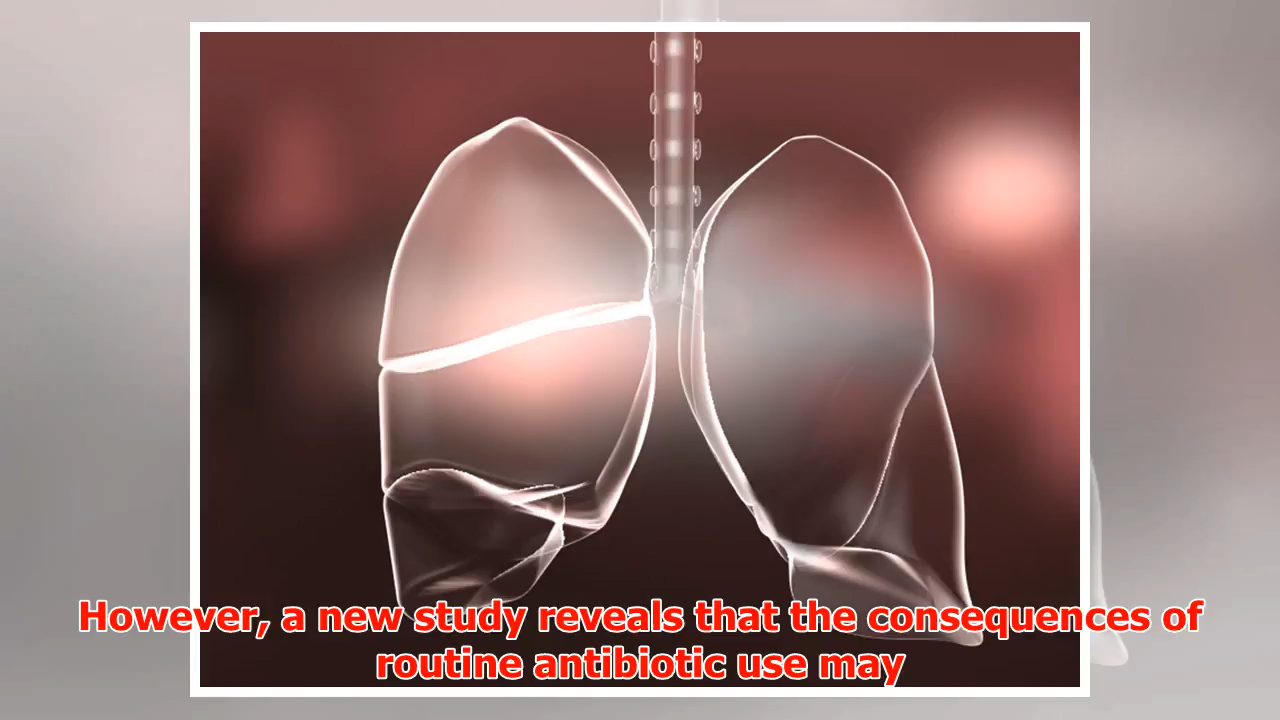 However, a new study reveals that the consequences of
routine antibiotic use may